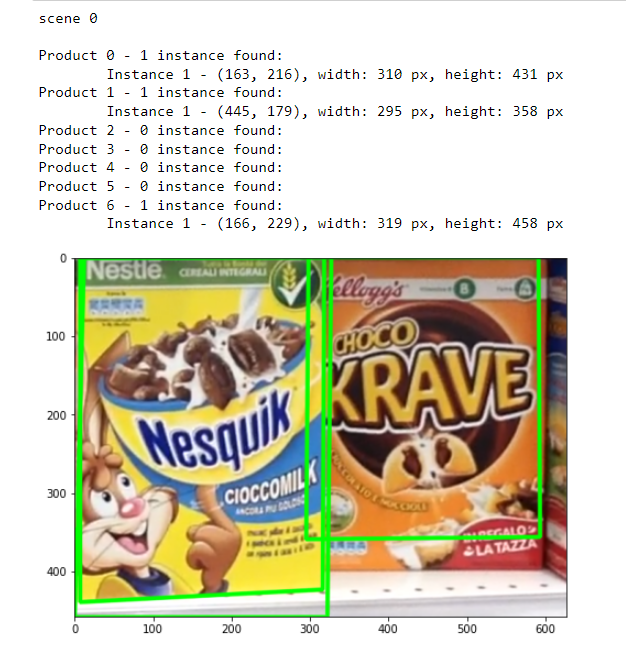 scene 0
Product 0 - 1 instance found:
Instance 1 - (163, 216), width: 310 px, height: 431 px
Product 1 - 1 instance found:
Instance 1 - (445, 179), width: 295 px, height: 358 px
Product 2 - 0 instance found:
Product 3 - 0 instance found:
Product 4 - 0 instance found:
Product 5 - 0 instance found:
Product 6 - 1 instance found:
Instance 1 - (166, 229), width: 319 px, height: 458 px
0
100
200
300
400
Nestlé
CEREALI INTEGRALI
Nesquik
CIOCCOMILK
ellogg's
B
CHOCO
KRAVE
REGALO
LA TAZZA
0 100 200 300 400 500 600